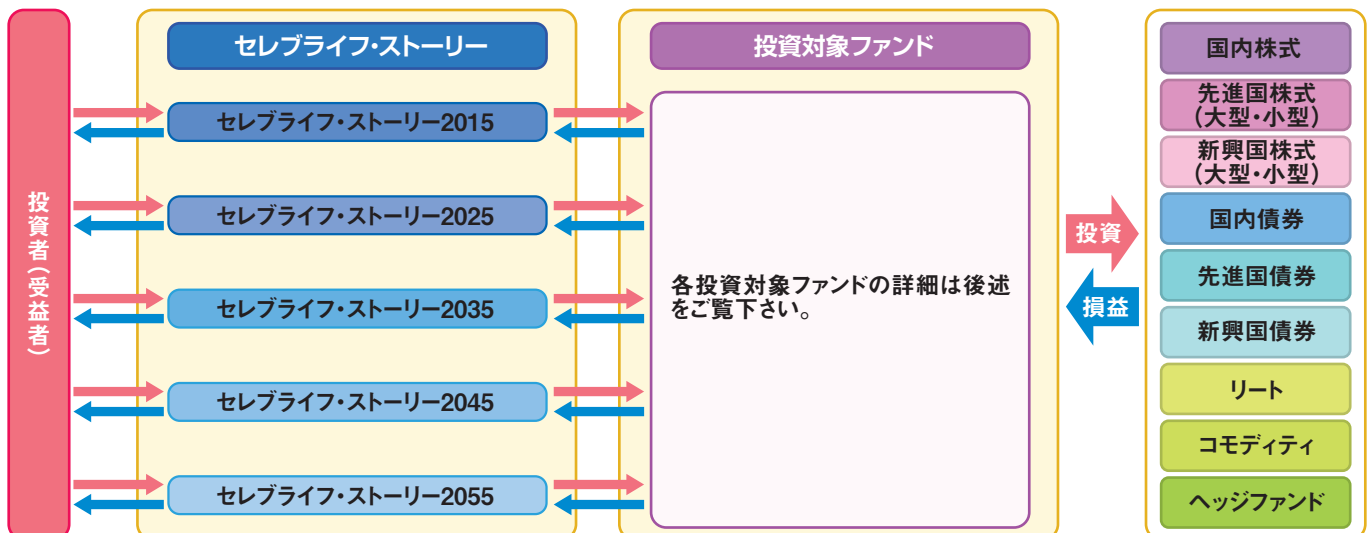 投資者(受益者)
セレブライフ・ストーリー
セレブライフ・ストーリー2015
セレブライフ・ストーリー2025
セレブライフ・ストーリー2035
セレブライフ・ストーリー2045
セレブライフ・ストーリー2055
投資対象ファンド
各投資対象ファンドの詳細は後述
をご覧下さい。
投資
損益
国内株式
先進国株式
(大型・小型)
新興国株式
(大型・小型)
国内債券
先進国債券
新興国債券
リート
コモディティ
ヘッジファンド